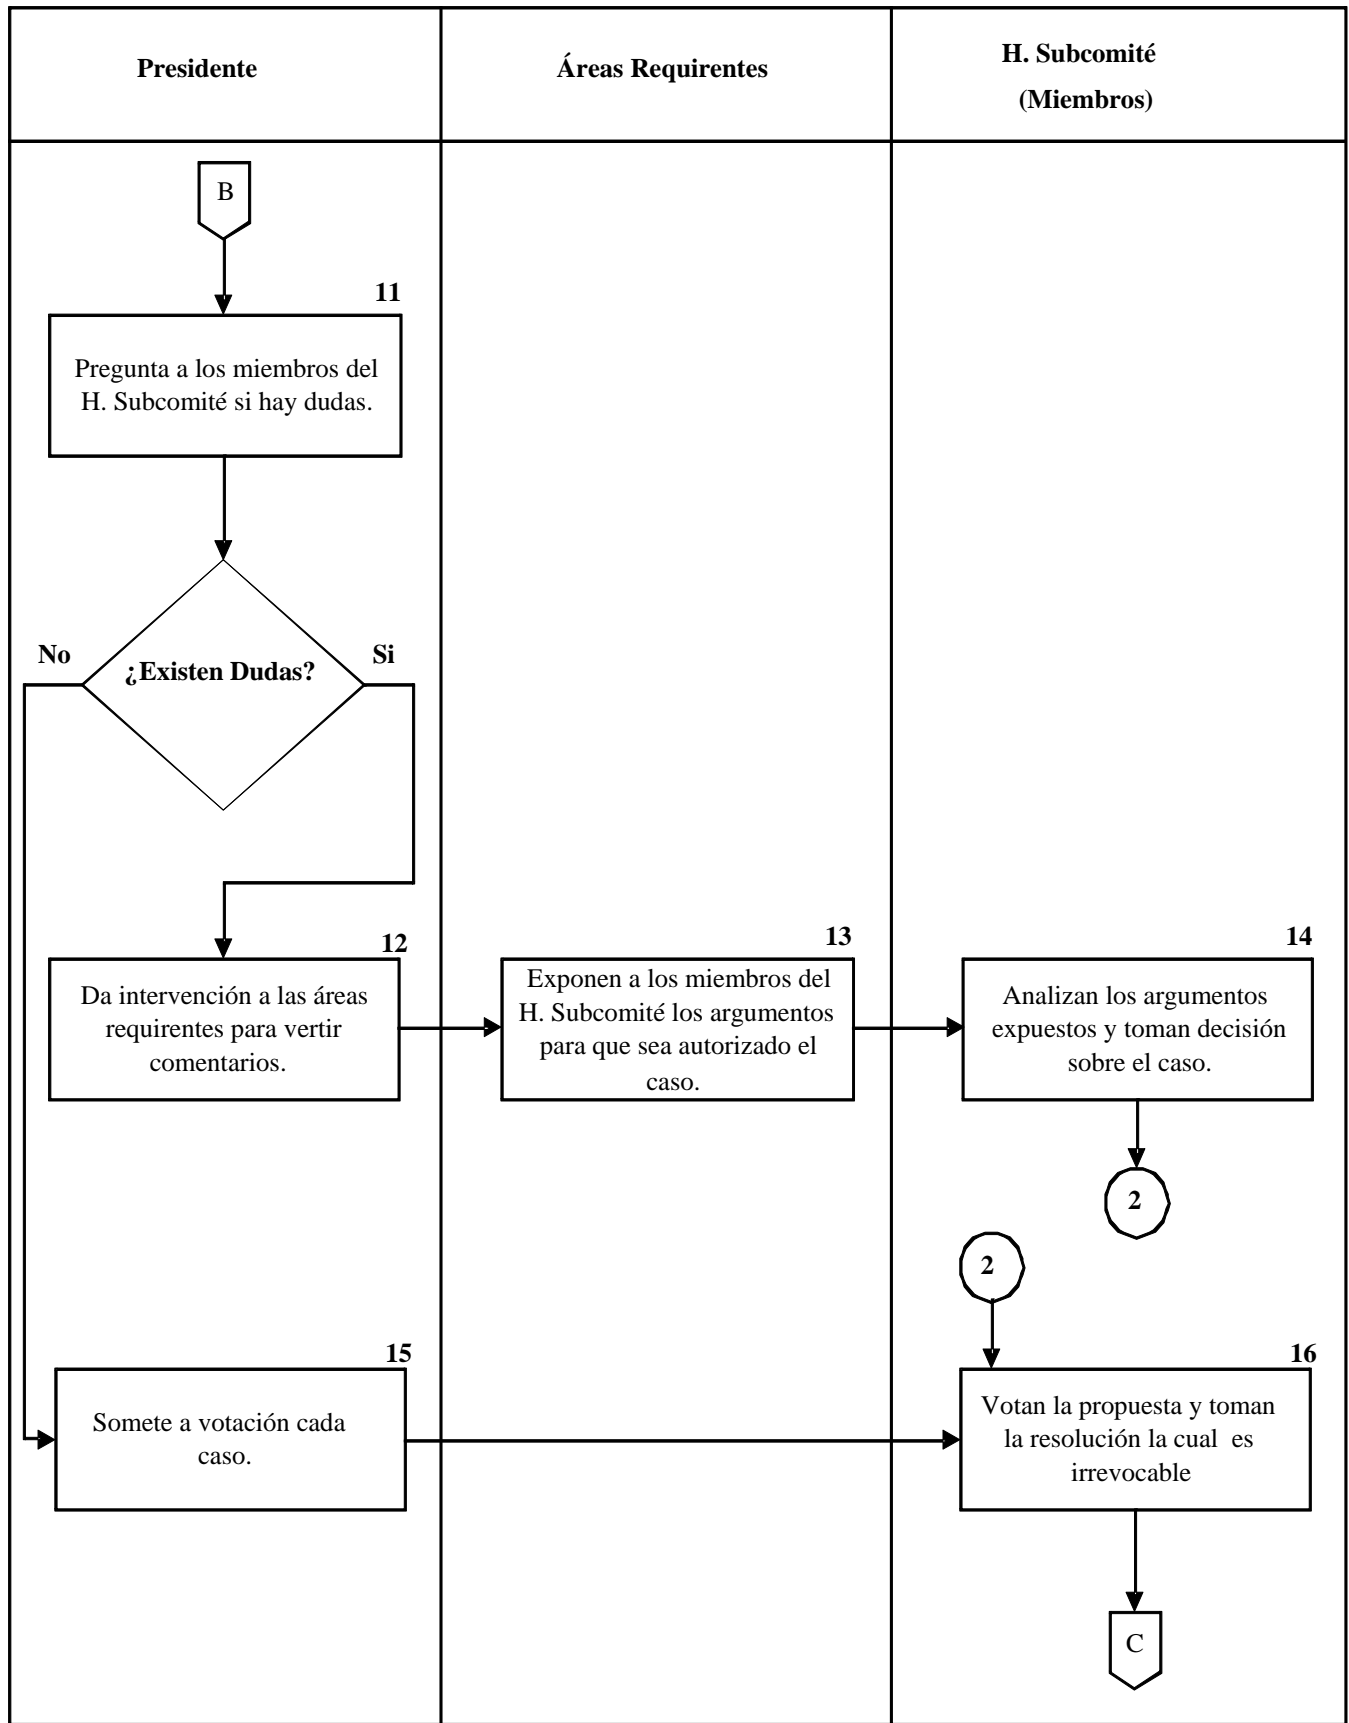 Presidente
Áreas Requirentes
H. Subcomité
(Miembros)
B
11
Pregunta a los miembros del
H. Subcomité si hay dudas.
No
¿Existen Dudas?
Si
12
Da intervención a las áreas
requirentes para vertir
comentarios.
13
Exponen a los miembros del
H. Subcomité los argumentos
para que sea autorizado el
caso.
14
Analizan los argumentos
expuestos y toman decisión
sobre el caso.
2
2
15
Somete a votación cada
caso.
16
Votan la propuesta y toman
la resolución la cual es
irrevocable
C